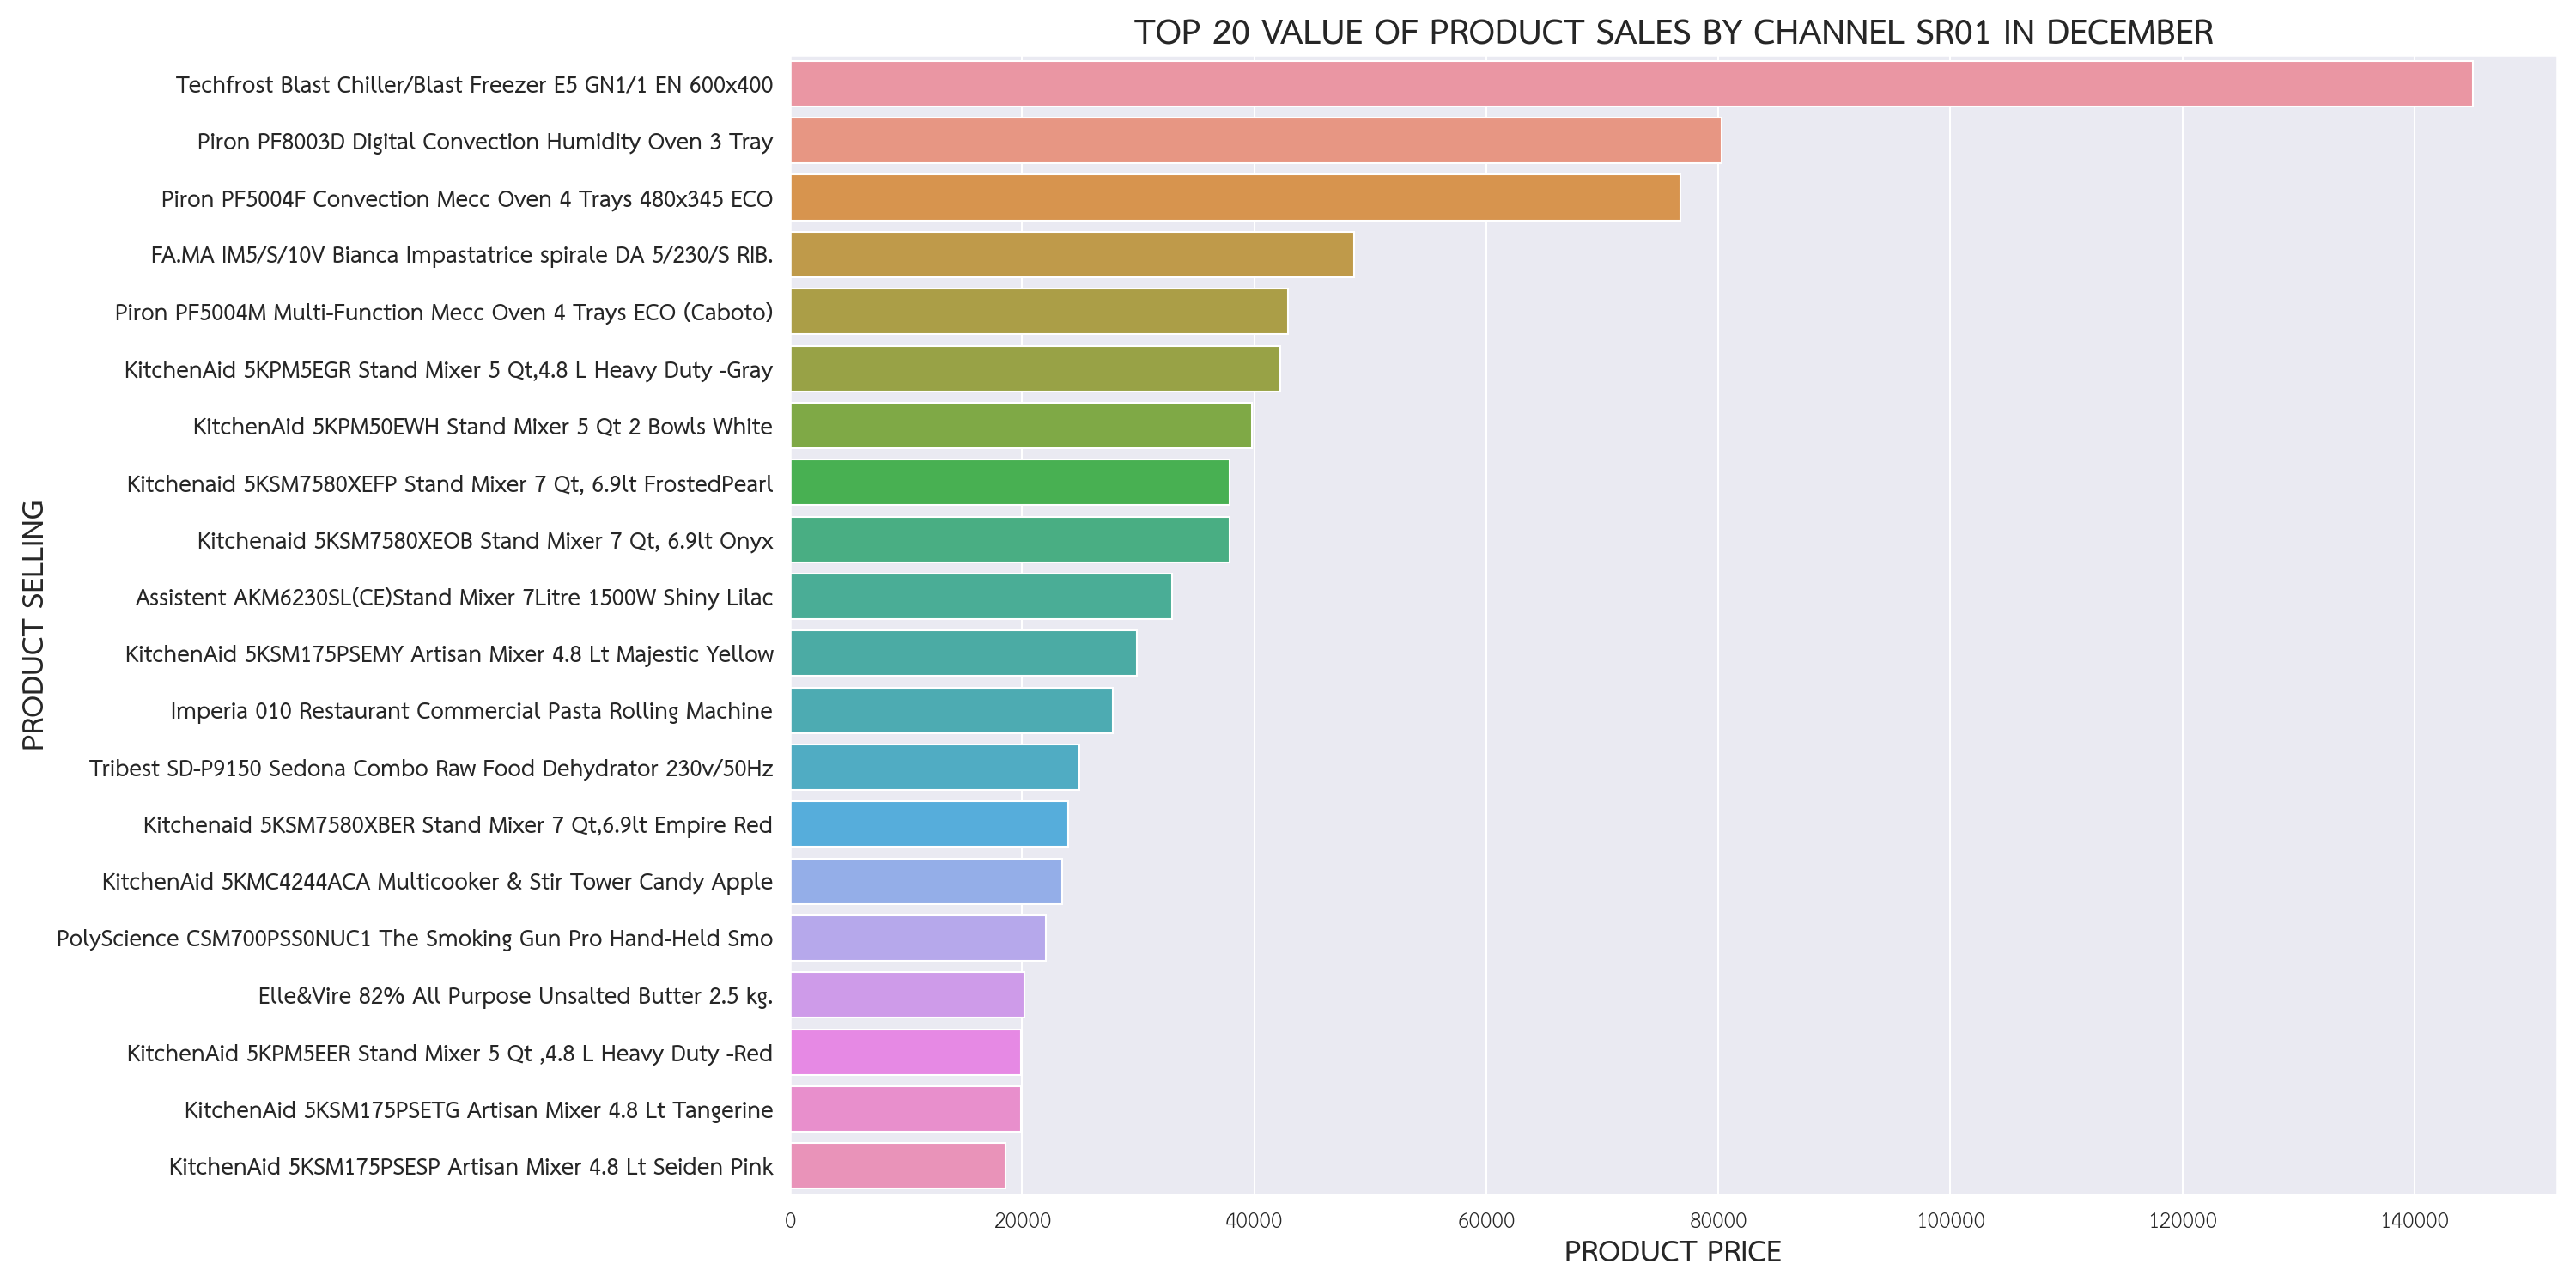 TOP 20 VALUE OF PRODUCT SALES BY CHANNEL SR01 IN DECEMBER
PRODUCT SELLING
Techfrost Blast Chiller/Blast Freezer E5 GN1/1 EN 600x400
Piron PF8003D Digital Convection Humidity Oven 3 Tray
Piron PF5004F Convection Mecc Oven 4 Trays 480x345 ECO
FA.MA IM5/S/10V Bianca Impastatrice spirale DA 5/230/S RIB.
Piron PF5004M Multi-Function Mecc Oven 4 Trays ECO (Caboto)
KitchenAid 5KPM5EGR Stand Mixer 5 Qt,4.8 L Heavy Duty -Gray
KitchenAid 5KPM50EWH Stand Mixer 5 Qt 2 Bowls White
Kitchenaid 5KSM7580XEFP Stand Mixer 7 Qt, 6.9lt FrostedPearl
Kitchenaid 5KSM7580XEOB Stand Mixer 7 Qt, 6.9lt Onyx
Assistent AKM6230SL(CE)Stand Mixer 7Litre 1500W Shiny Lilac
KitchenAid 5KSM175PSEMY Artisan Mixer 4.8 Lt Majestic Yellow
Imperia 010 Restaurant Commercial Pasta Rolling Machine
Tribest SD-P9150 Sedona Combo Raw Food Dehydrator 230v/50Hz
Kitchenaid 5KSM7580XBER Stand Mixer 7 Qt,6.9lt Empire Red
KitchenAid 5KMC4244ACA Multicooker & Stir Tower Candy Apple
PolyScience CSM700PSS0NUC1 The Smoking Gun Pro Hand-Held Smo
Elle&Vire 82% All Purpose Unsalted Butter 2.5 kg.
KitchenAid 5KPM5EER Stand Mixer 5 Qt ,4.8 L Heavy Duty -Red
KitchenAid 5KSM175PSETG Artisan Mixer 4.8 Lt Tangerine
KitchenAid 5KSM175PSESP Artisan Mixer 4.8 Lt Seiden Pink
0 20000 40000 60000 80000 100000 120000 140000
PRODUCT PRICE